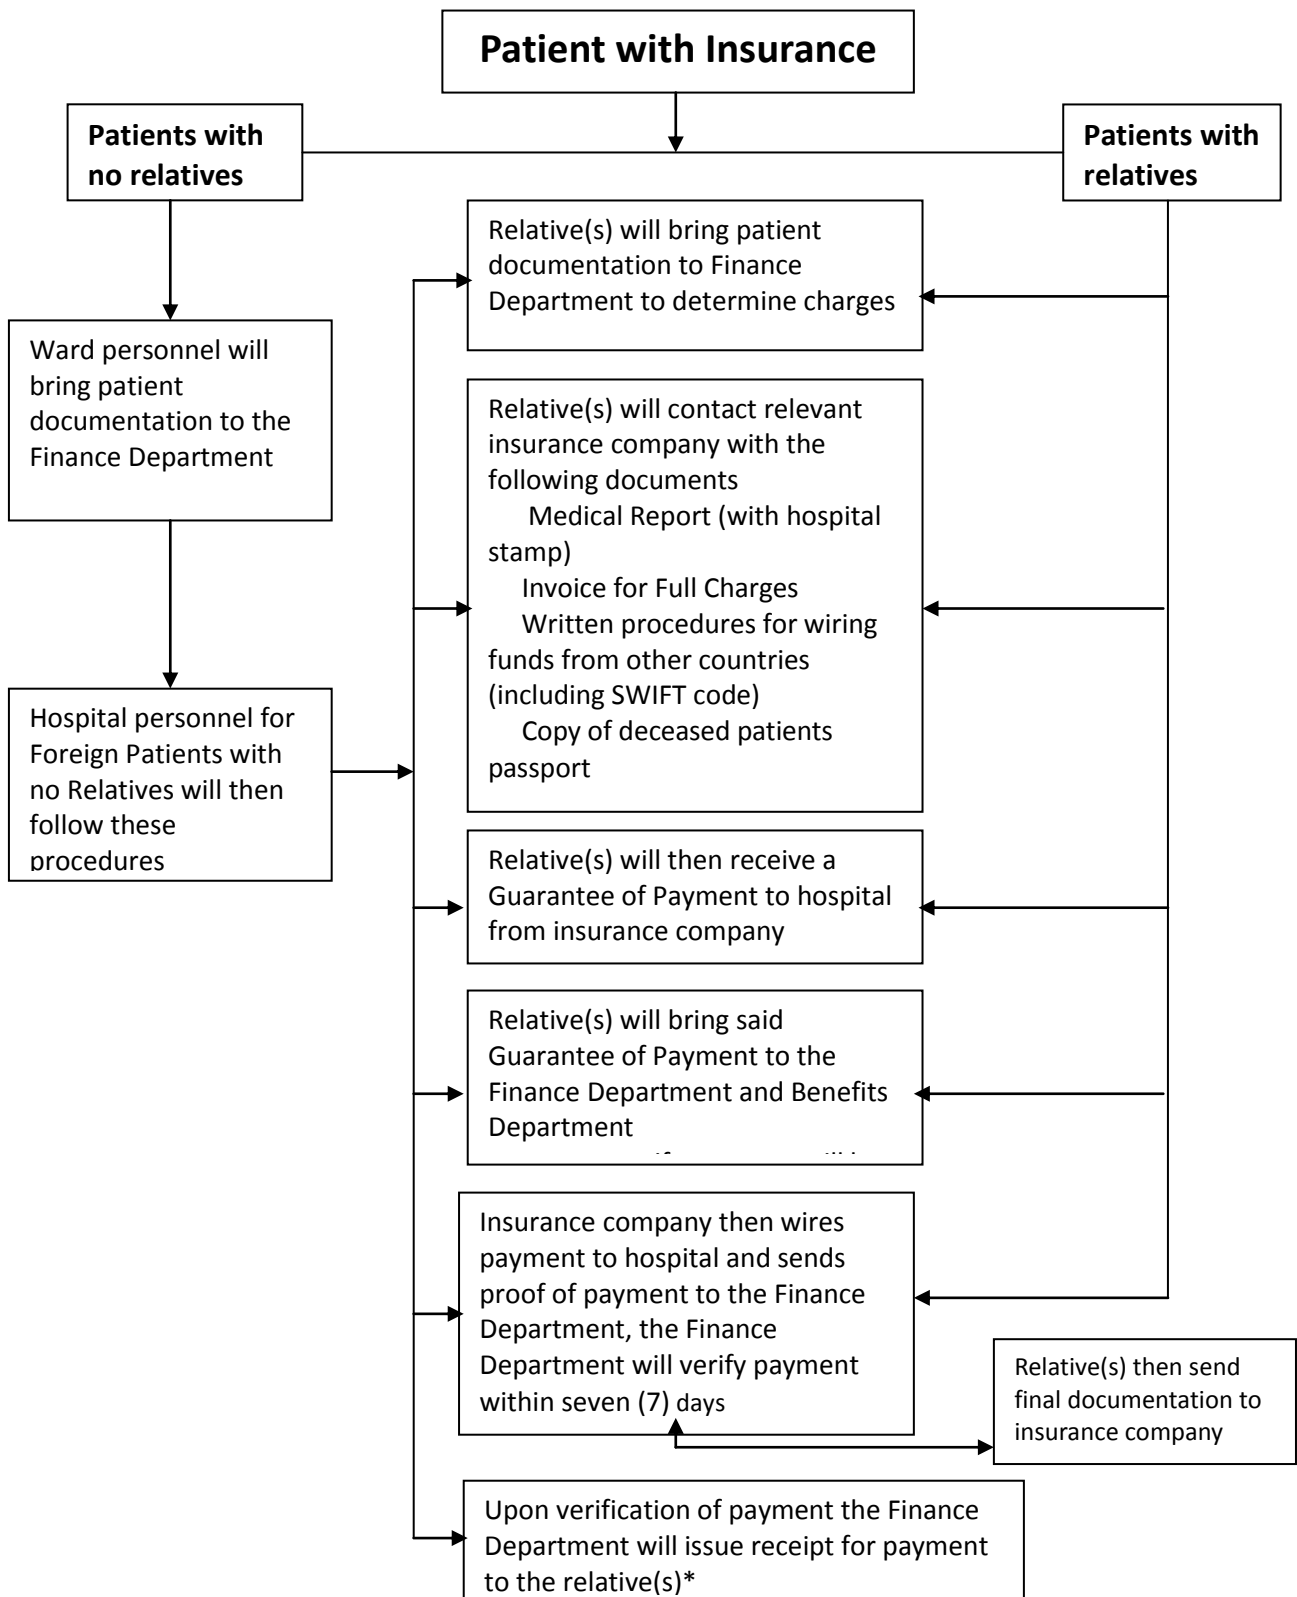 Patient with Insurance
Patients with
no relatives
Patients with
relatives
Relative(s) will bring patient
documentation to Finance
Department to determine charges
Ward personnel will
bring patient
documentation to the
Finance Department
Relative(s) will contact relevant
insurance company with the
following documents
Medical Report (with hospital
stamp)
Invoice for Full Charges
Written procedures for wiring
funds from other countries
(including SWIFT code)
Copy of deceased patients
passport
Hospital personnel for
Foreign Patients with
no Relatives will then
follow these
procedures
Relative(s) will then receive a
Guarantee of Payment to hospital
from insurance company
Relative(s) will bring said
Guarantee of Payment to the
Finance Department and Benefits
Department
Insurance company then wires
payment to hospital and sends
proof of payment to the Finance
Department, the Finance
Department will verify payment
within seven (7) days
Relative(s) then send
final documentation to
insurance company
Upon verification of payment the Finance
Department will issue receipt for payment
to the relative(s)*